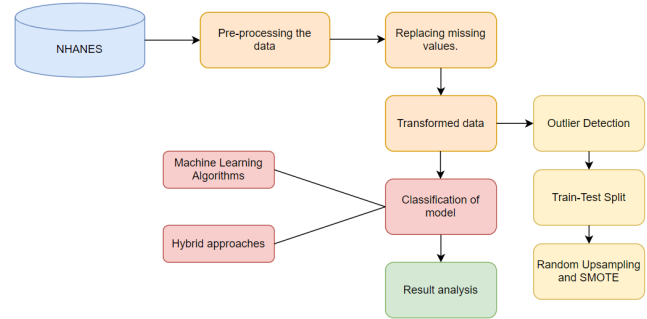 NHANES
Pre-processing the
data
Replacing missing
values.
Transformed data
Outlier Detection
Machine Learning
Algorithms
Classification of
model
Train-Test Split
Hybrid approaches
Random Upsampling
and SMOTE
Result analysis